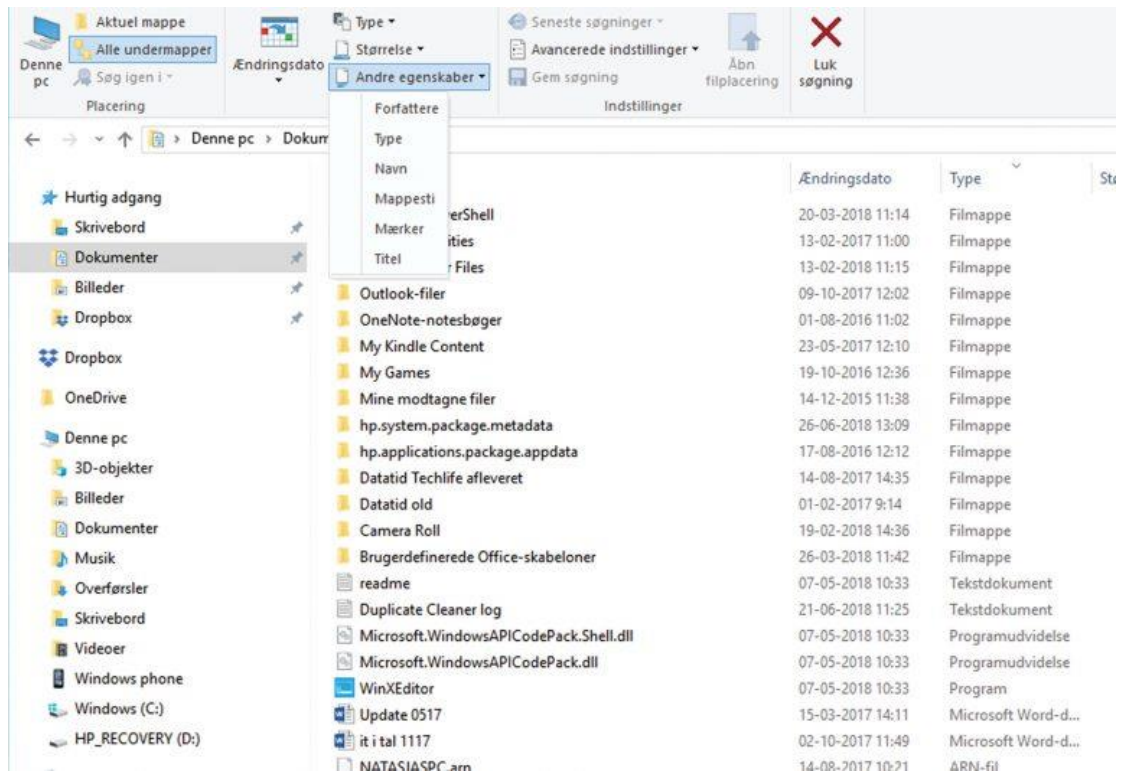 Denne pc
Aktuel mappe
Alle undermapper
Søg igen i
Placering
Ændringsdato
Type
Størrelse
Andre egenskaber
Seneste søgninger
Avancerede indstillinger
Gem søgning
Åbn filplacering
Indstillinger
Luk søgning
Forfattere
Type
Navn
Mappesti
Mærker
Titel
Denne pc > Dokum
Ændringsdato Type
Hurtig adgang
Skrivebord
Dokumenter
Billeder
Dropbox
Dropbox
OneDrive
Denne pc
3D-objekter
Billeder
Dokumenter
Musik
Overførsler
Skrivebord
Videoer
Windows phone
Windows (C:)
HP_RECOVERY (D:)
erShell 20-03-2018 11:14 Filmappe
ities 13-02-2017 11:00 Filmappe
r Files 13-02-2018 11:15 Filmappe
Outlook-filer 09-10-2017 12:02 Filmappe
OneNote-notesbøger 01-08-2016 11:02 Filmappe
My Kindle Content 23-05-2017 12:10 Filmappe
My Games 19-10-2016 12:36 Filmappe
Mine modtagne filer 14-12-2015 11:38 Filmappe
hp.system.package.metadata 26-06-2018 13:09 Filmappe
hp.applications.package.appdata 17-08-2016 12:12 Filmappe
Datatid Techlife afleveret 14-08-2017 14:35 Filmappe
Datatid old 01-02-2017 9:14 Filmappe
Camera Roll 19-02-2018 14:36 Filmappe
Brugerdefinerede Office-skabeloner 26-03-2018 11:42 Filmappe
readme 07-05-2018 10:33 Tekstdokument
Duplicate Cleaner log 21-06-2018 11:25 Tekstdokument
Microsoft.WindowsAPICodePack.Shell.dll 07-05-2018 10:33 Programudvidelse
Microsoft.WindowsAPICodePack.dll 07-05-2018 10:33 Programudvidelse
WinXEditor 07-05-2018 10:33 Program
Update 0517 15-03-2017 14:11 Microsoft Word-d...
it i tal 1117 02-10-2017 11:49 Microsoft Word-d...
NATASJASPC.arn 14-08-2017 10:21 ARN-fil